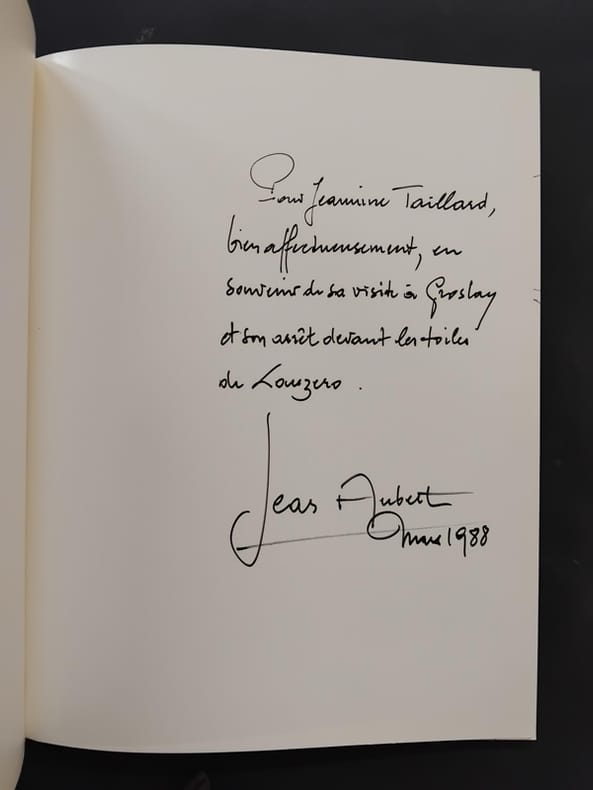 Pour Jeannine Taillard,
bien affectueusement, en
souvenir de sa visite à Groslay
et son arrêt devant les toiles
de Louzero.
Jean Aubert
mars 1988